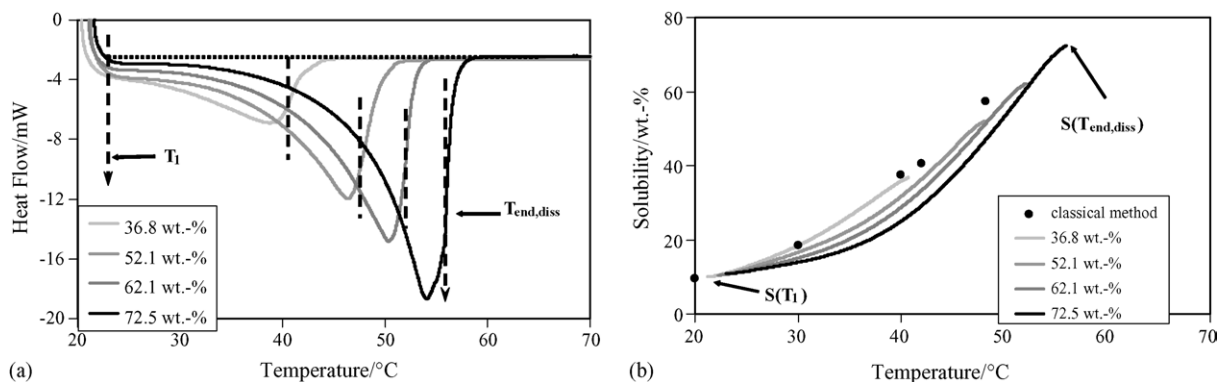 0
-4
-8
-12
-16
-20
Heat Flow/mW
T₁
T_end,diss
36.8 wt.-%
52.1 wt.-%
62.1 wt.-%
72.5 wt.-%
20 30 40 50 60 70
(a) Temperature/°C
80
60
40
20
0
Solubility/wt.-%
S(T_end,diss)
S(T₁)
classical method
36.8 wt.-%
52.1 wt.-%
62.1 wt.-%
72.5 wt.-%
20 30 40 50 60 70
(b) Temperature/°C